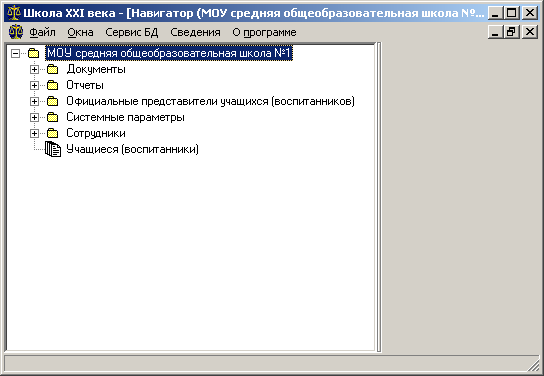 Школа XXI века - [Навигатор (МОУ средняя общеобразовательная школа №...
Файл Окна Сервис БД Сведения О программе
МОУ средняя общеобразовательная школа №1
Документы
Отчеты
Официальные представители учащихся (воспитанников)
Системные параметры
Сотрудники
Учащиеся (воспитанники)